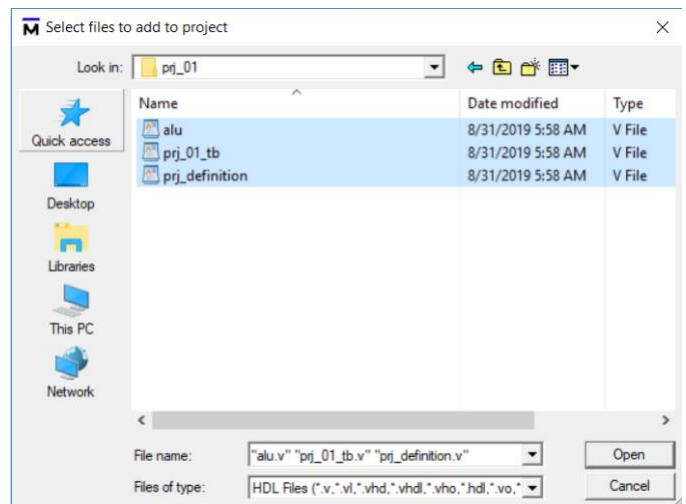 Select files to add to project
Look in: prj_01
Name Date modified Type
alu 8/31/2019 5:58 AM V File
prj_01_tb 8/31/2019 5:58 AM V File
prj_definition 8/31/2019 5:58 AM V File
Quick access
Desktop
Libraries
This PC
Network
File name: "alu.v" "prj_01_tb.v" "prj_definition.v" Open
Files of type: HDL Files (*.v,*.vl,*.vhd,*.vhdl,*.vho,*.hdl,*.vo,* Cancel